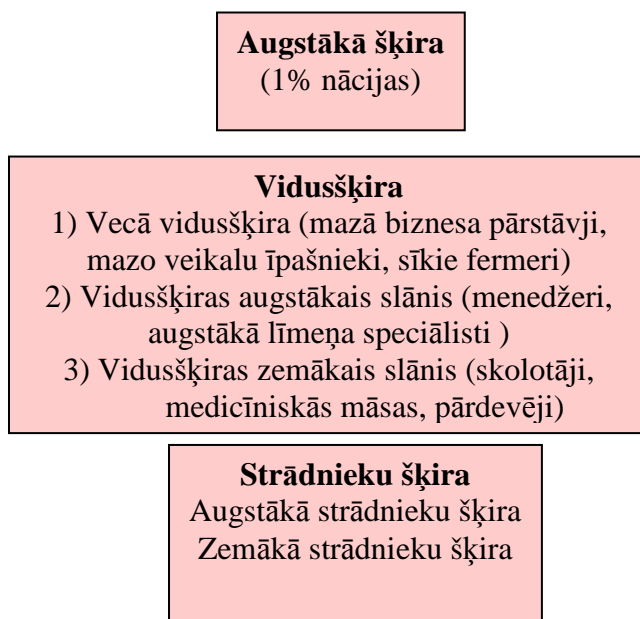 Augstākā šķira
(1% nācijas)
Vidusšķira
1) Vecā vidusšķira (mazā biznesa pārstāvji,
mazo veikalu īpašnieki, sīkie fermeri)
2) Vidusšķiras augstākais slānis (menedžeri,
augstākā līmeņa speciālisti )
3) Vidusšķiras zemākais slānis (skolotāji,
medicīniskās māsas, pārdevēji)
Strādnieku šķira
Augstākā strādnieku šķira
Zemākā strādnieku šķira